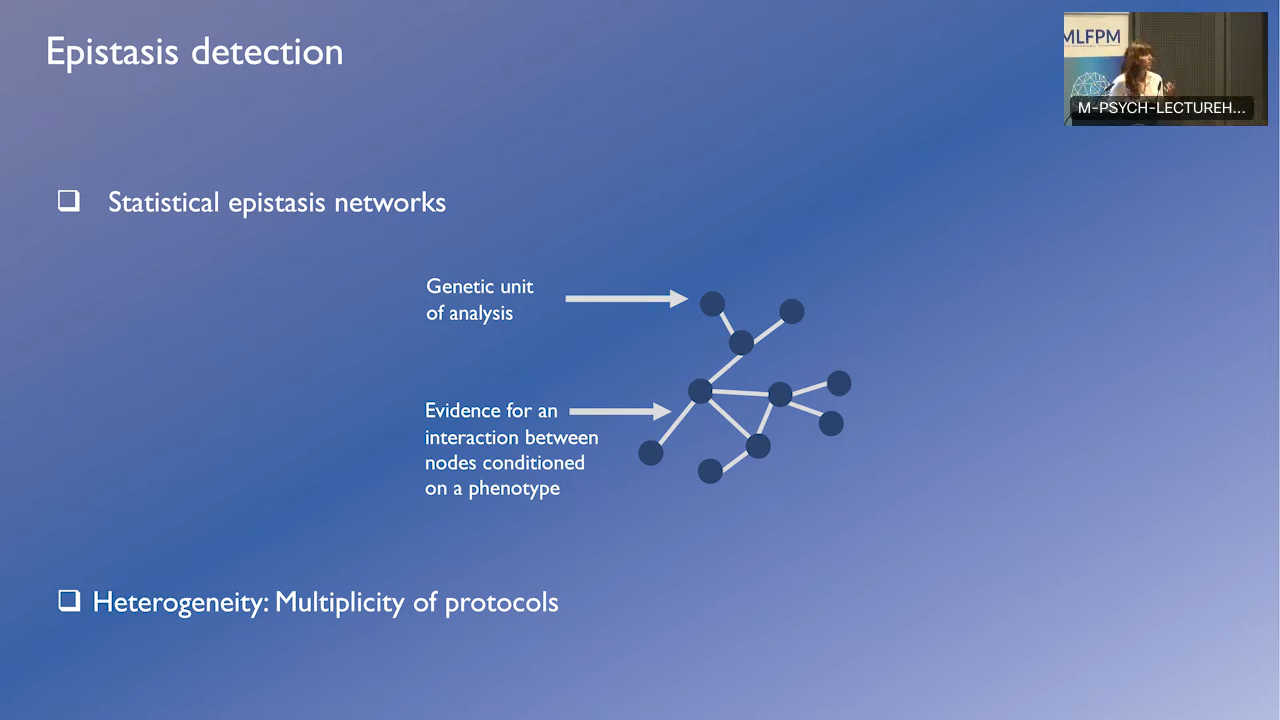 Epistasis detection
MLFPM
M-PSYCH-LECTUREH...
Statistical epistasis networks
Genetic unit
of analysis
Evidence for an
interaction between
nodes conditioned
on a phenotype
Heterogeneity: Multiplicity of protocols